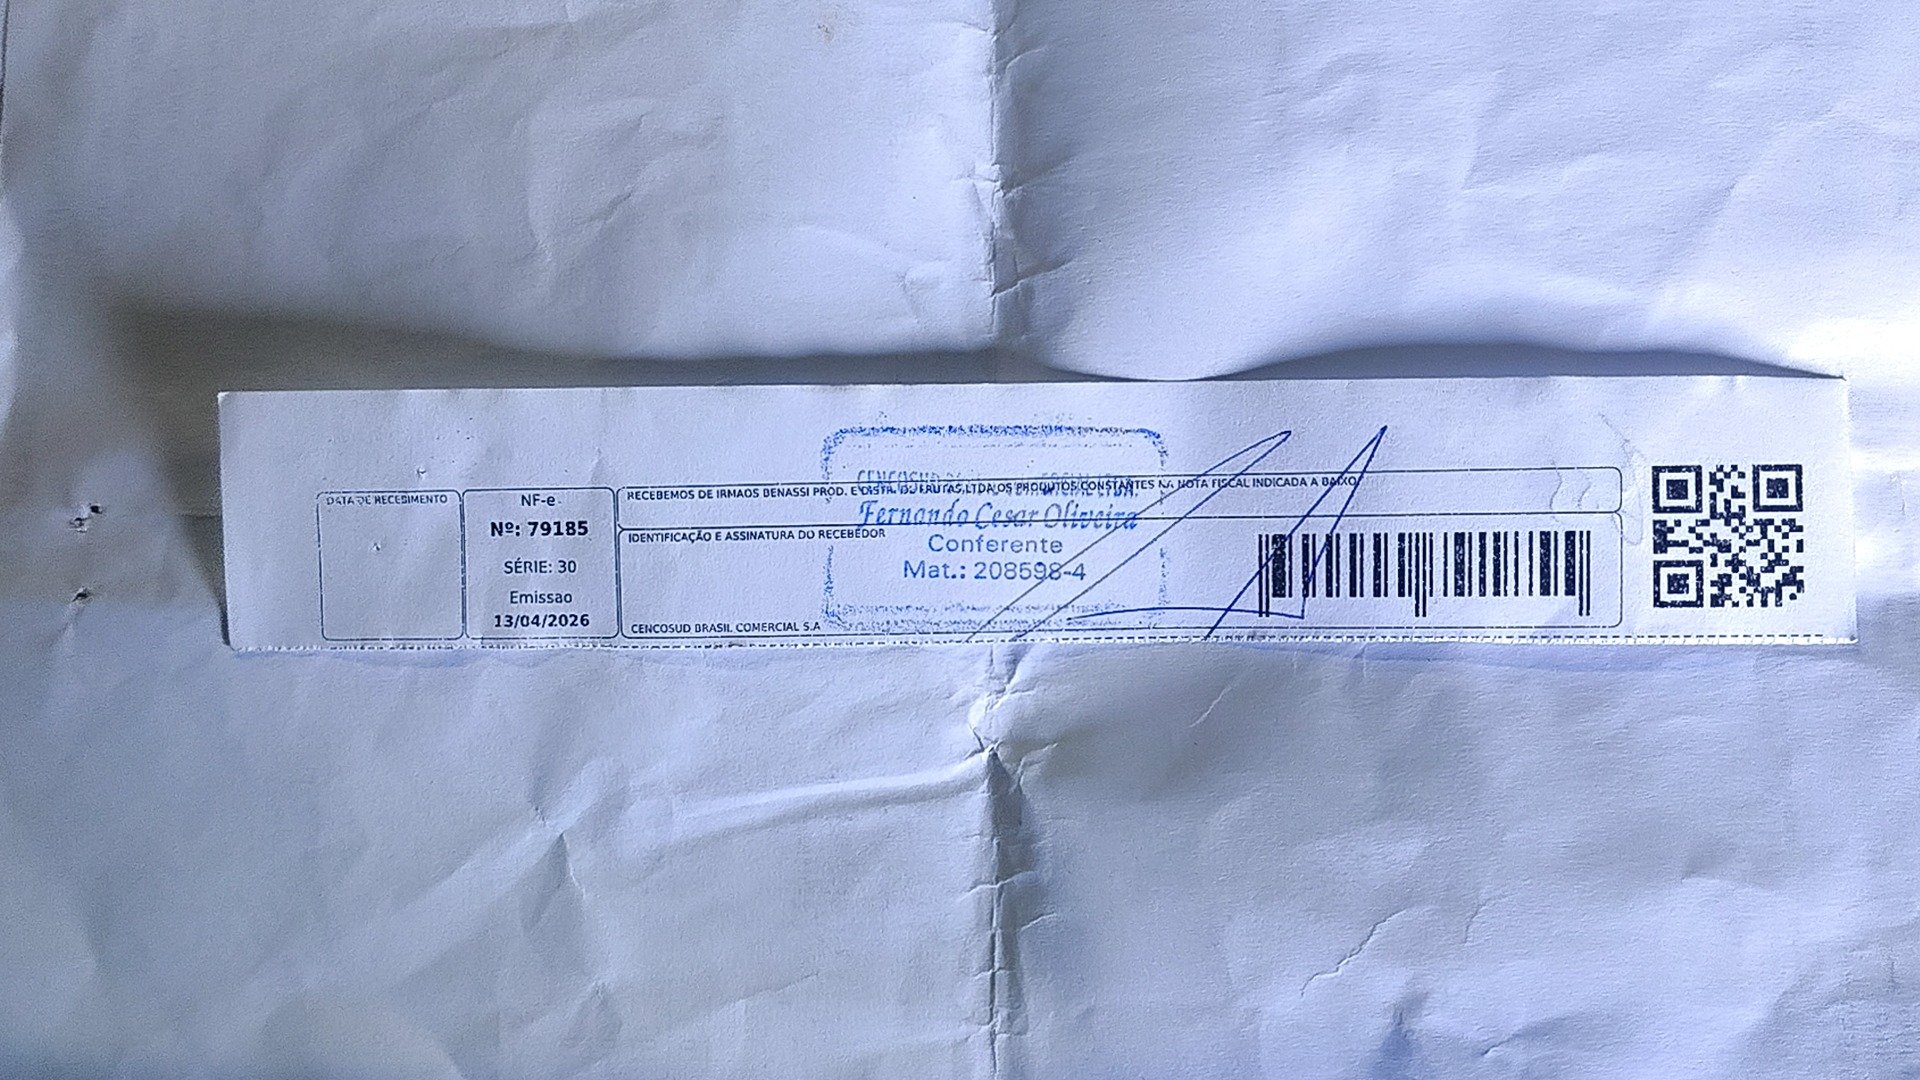 DATA DE RECEBIMENTO
NF-e
Nº: 79185
SÉRIE: 30
Emissao
13/04/2026
RECEBEMOS DE IRMAOS BENASSI PROD. E DISTR. DE FRUTAS LTDA OS PRODUTOS CONSTANTES NA NOTA FISCAL INDICADA A BAIXO
IDENTIFICAÇÃO E ASSINATURA DO RECEBEDOR
CENCOSUD BRASIL COMERCIAL S.A
CENCOSUD LTDA.
Fernando Cesar Oliveira
Conferente
Mat.: 208598-4